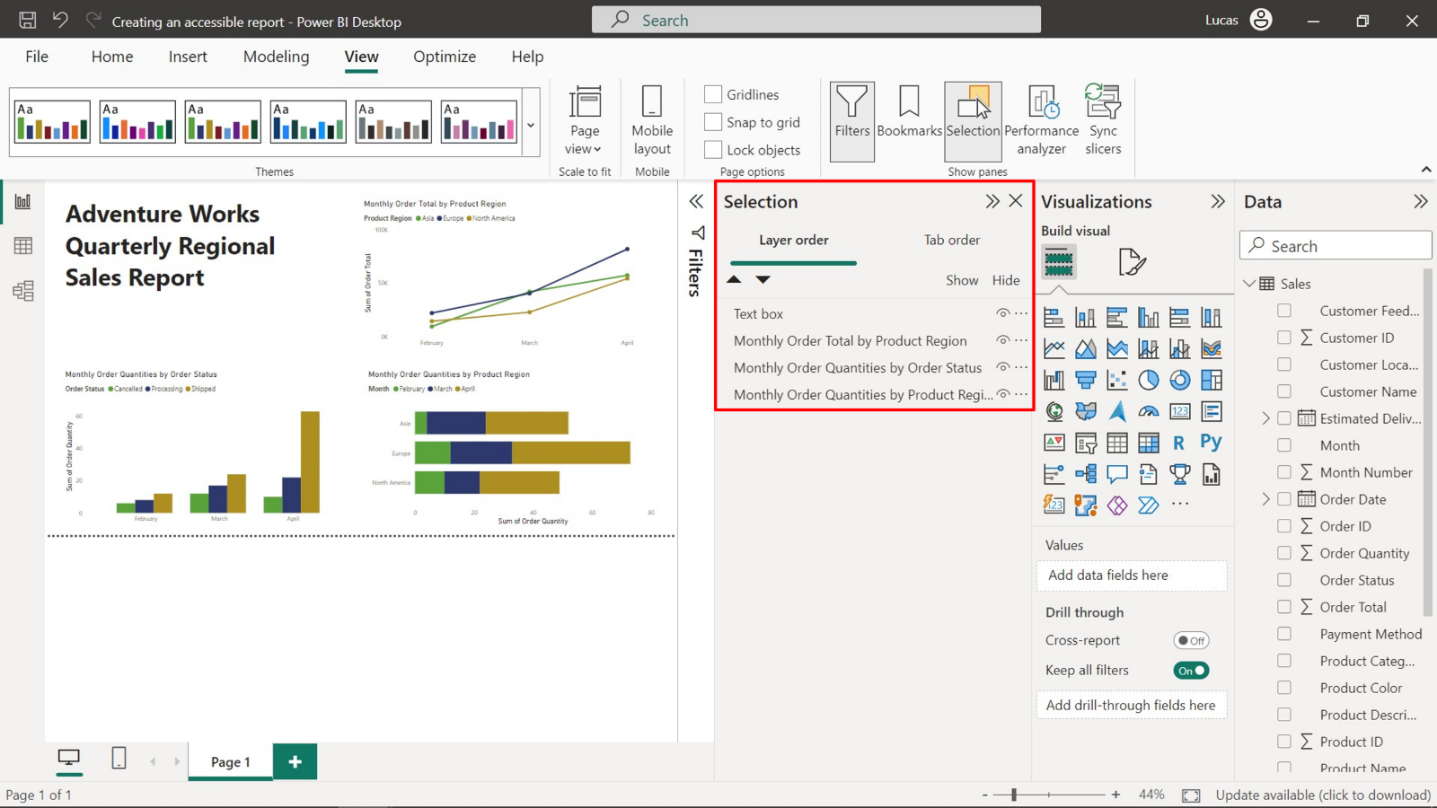 Creating an accessible report - Power BI Desktop
Search
Lucas
File
Home
Insert
Modeling
View
Optimize
Help
Aa
Aa
Aa
Aa
Aa
Aa
Themes
Page
view
Scale to fit
Mobile
layout
Mobile
Gridlines
Snap to grid
Lock objects
Page options
Filters
Bookmarks
Selection
Performance
analyzer
Sync
slicers
Show panes
Adventure Works
Quarterly Regional
Sales Report
Monthly Order Total by Product Region
Product Region Asia Europe North America
100K
50K
0K
Sum of Order Total
February
March
April
Monthly Order Quantities by Order Status
Order Status Cancelled Processing Shipped
60
40
20
0
Sum of Order Quantity
February
March
April
Monthly Order Quantities by Product Region
Month February March April
Asia
Europe
North America
0
20
40
60
80
Sum of Order Quantity
Filters
Selection
Layer order
Tab order
Show
Hide
Text box
Monthly Order Total by Product Region
Monthly Order Quantities by Order Status
Monthly Order Quantities by Product Regi...
Visualizations
Build visual
123
R
Py
123
Values
Add data fields here
Drill through
Cross-report
Off
Keep all filters
On
Add drill-through fields here
Data
Search
Sales
Customer Feed...
Customer ID
Customer Loca...
Customer Name
Estimated Deliv...
Month
Month Number
Order Date
Order ID
Order Quantity
Order Status
Order Total
Payment Method
Product Categ...
Product Color
Product Descri...
Product ID
Product Name
Page 1
Page 1 of 1
44%
Update available (click to download)